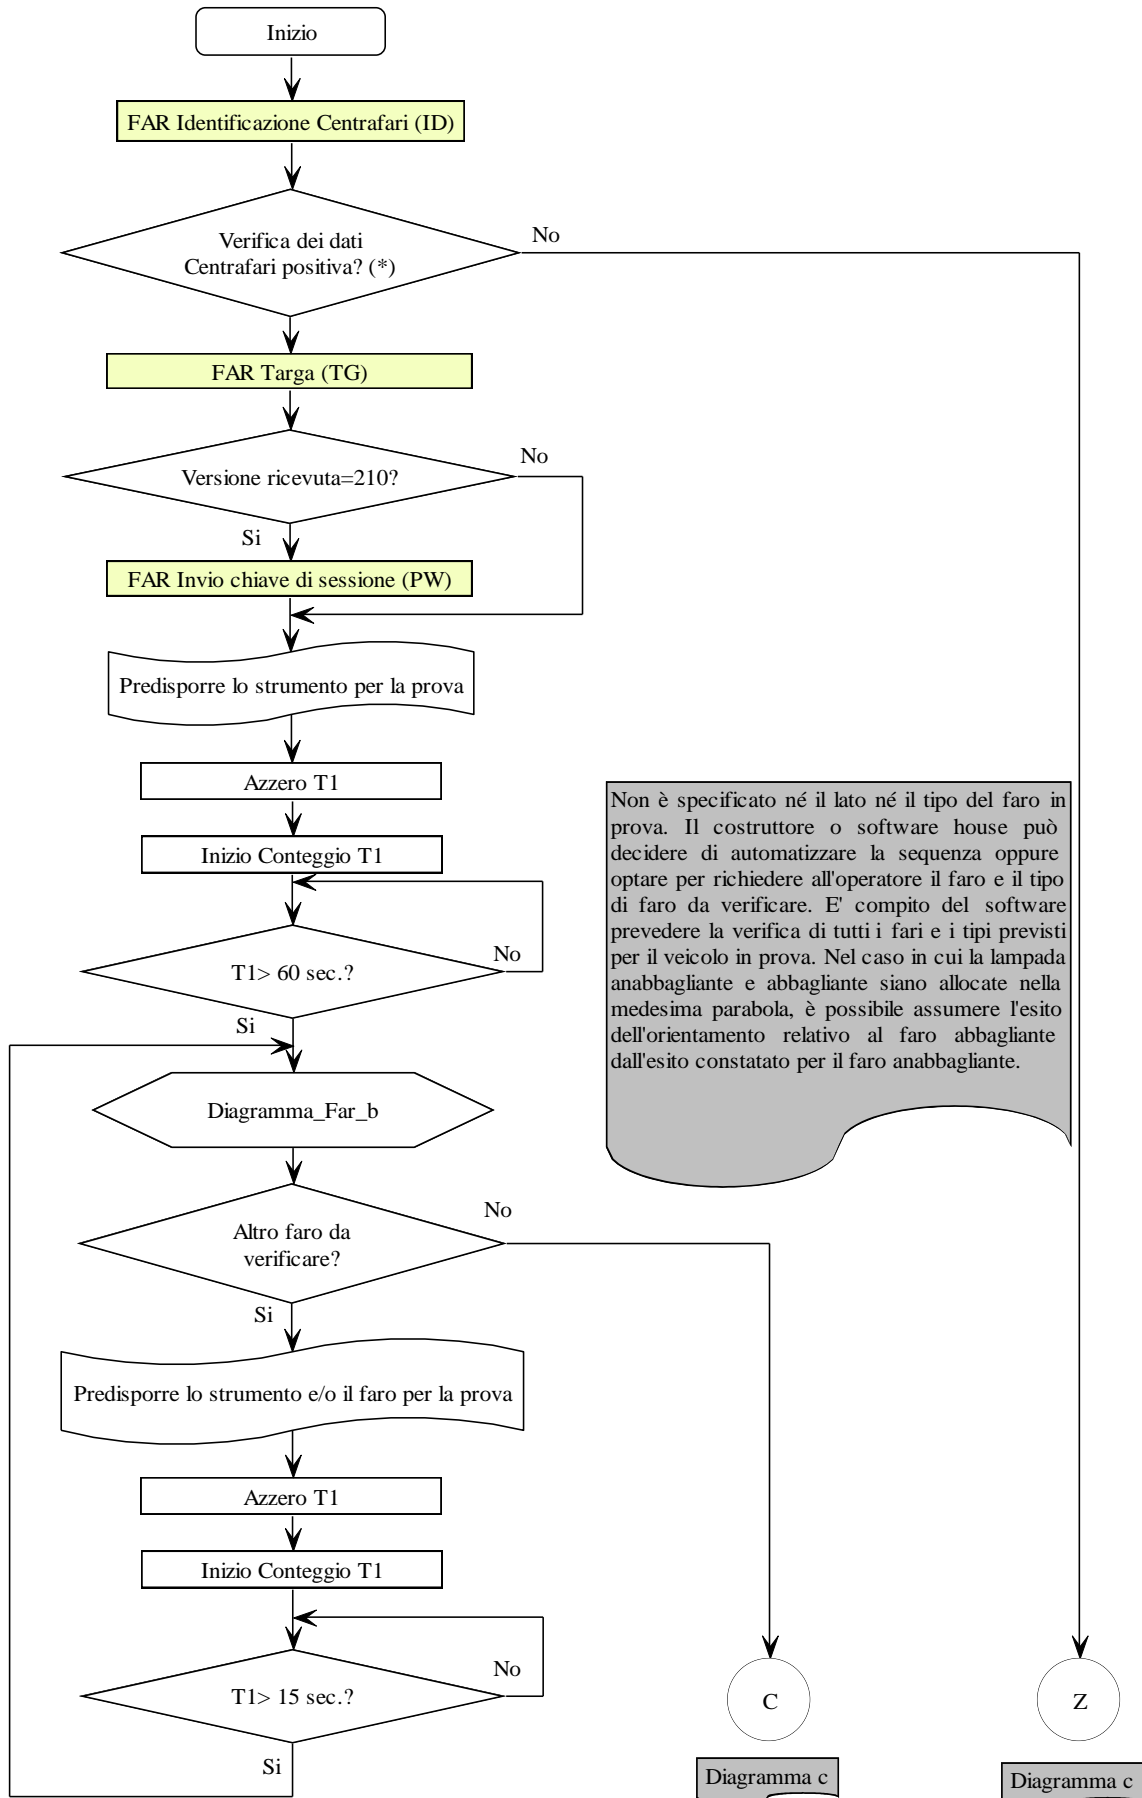 Inizio
FAR Identificazione Centrafari (ID)
Verifica dei dati
Centrafari positiva? (*)
No
FAR Targa (TG)
Versione ricevuta=210?
No
Si
FAR Invio chiave di sessione (PW)
Predisporre lo strumento per la prova
Azzero T1
Inizio Conteggio T1
T1> 60 sec.?
No
Si
Non è specificato né il lato né il tipo del faro in
prova. Il costruttore o software house può
decidere di automatizzare la sequenza oppure
optare per richiedere all'operatore il faro e il tipo
di faro da verificare. E' compito del software
prevedere la verifica di tutti i fari e i tipi previsti
per il veicolo in prova. Nel caso in cui la lampada
anabbagliante e abbagliante siano allocate nella
medesima parabola, è possibile assumere l'esito
dell'orientamento relativo al faro abbagliante
dall'esito constatato per il faro anabbagliante.
Diagramma_Far_b
Altro faro da
verificare?
No
Si
Predisporre lo strumento e/o il faro per la prova
Azzero T1
Inizio Conteggio T1
T1> 15 sec.?
No
Si
C
Z
Diagramma c
Diagramma c